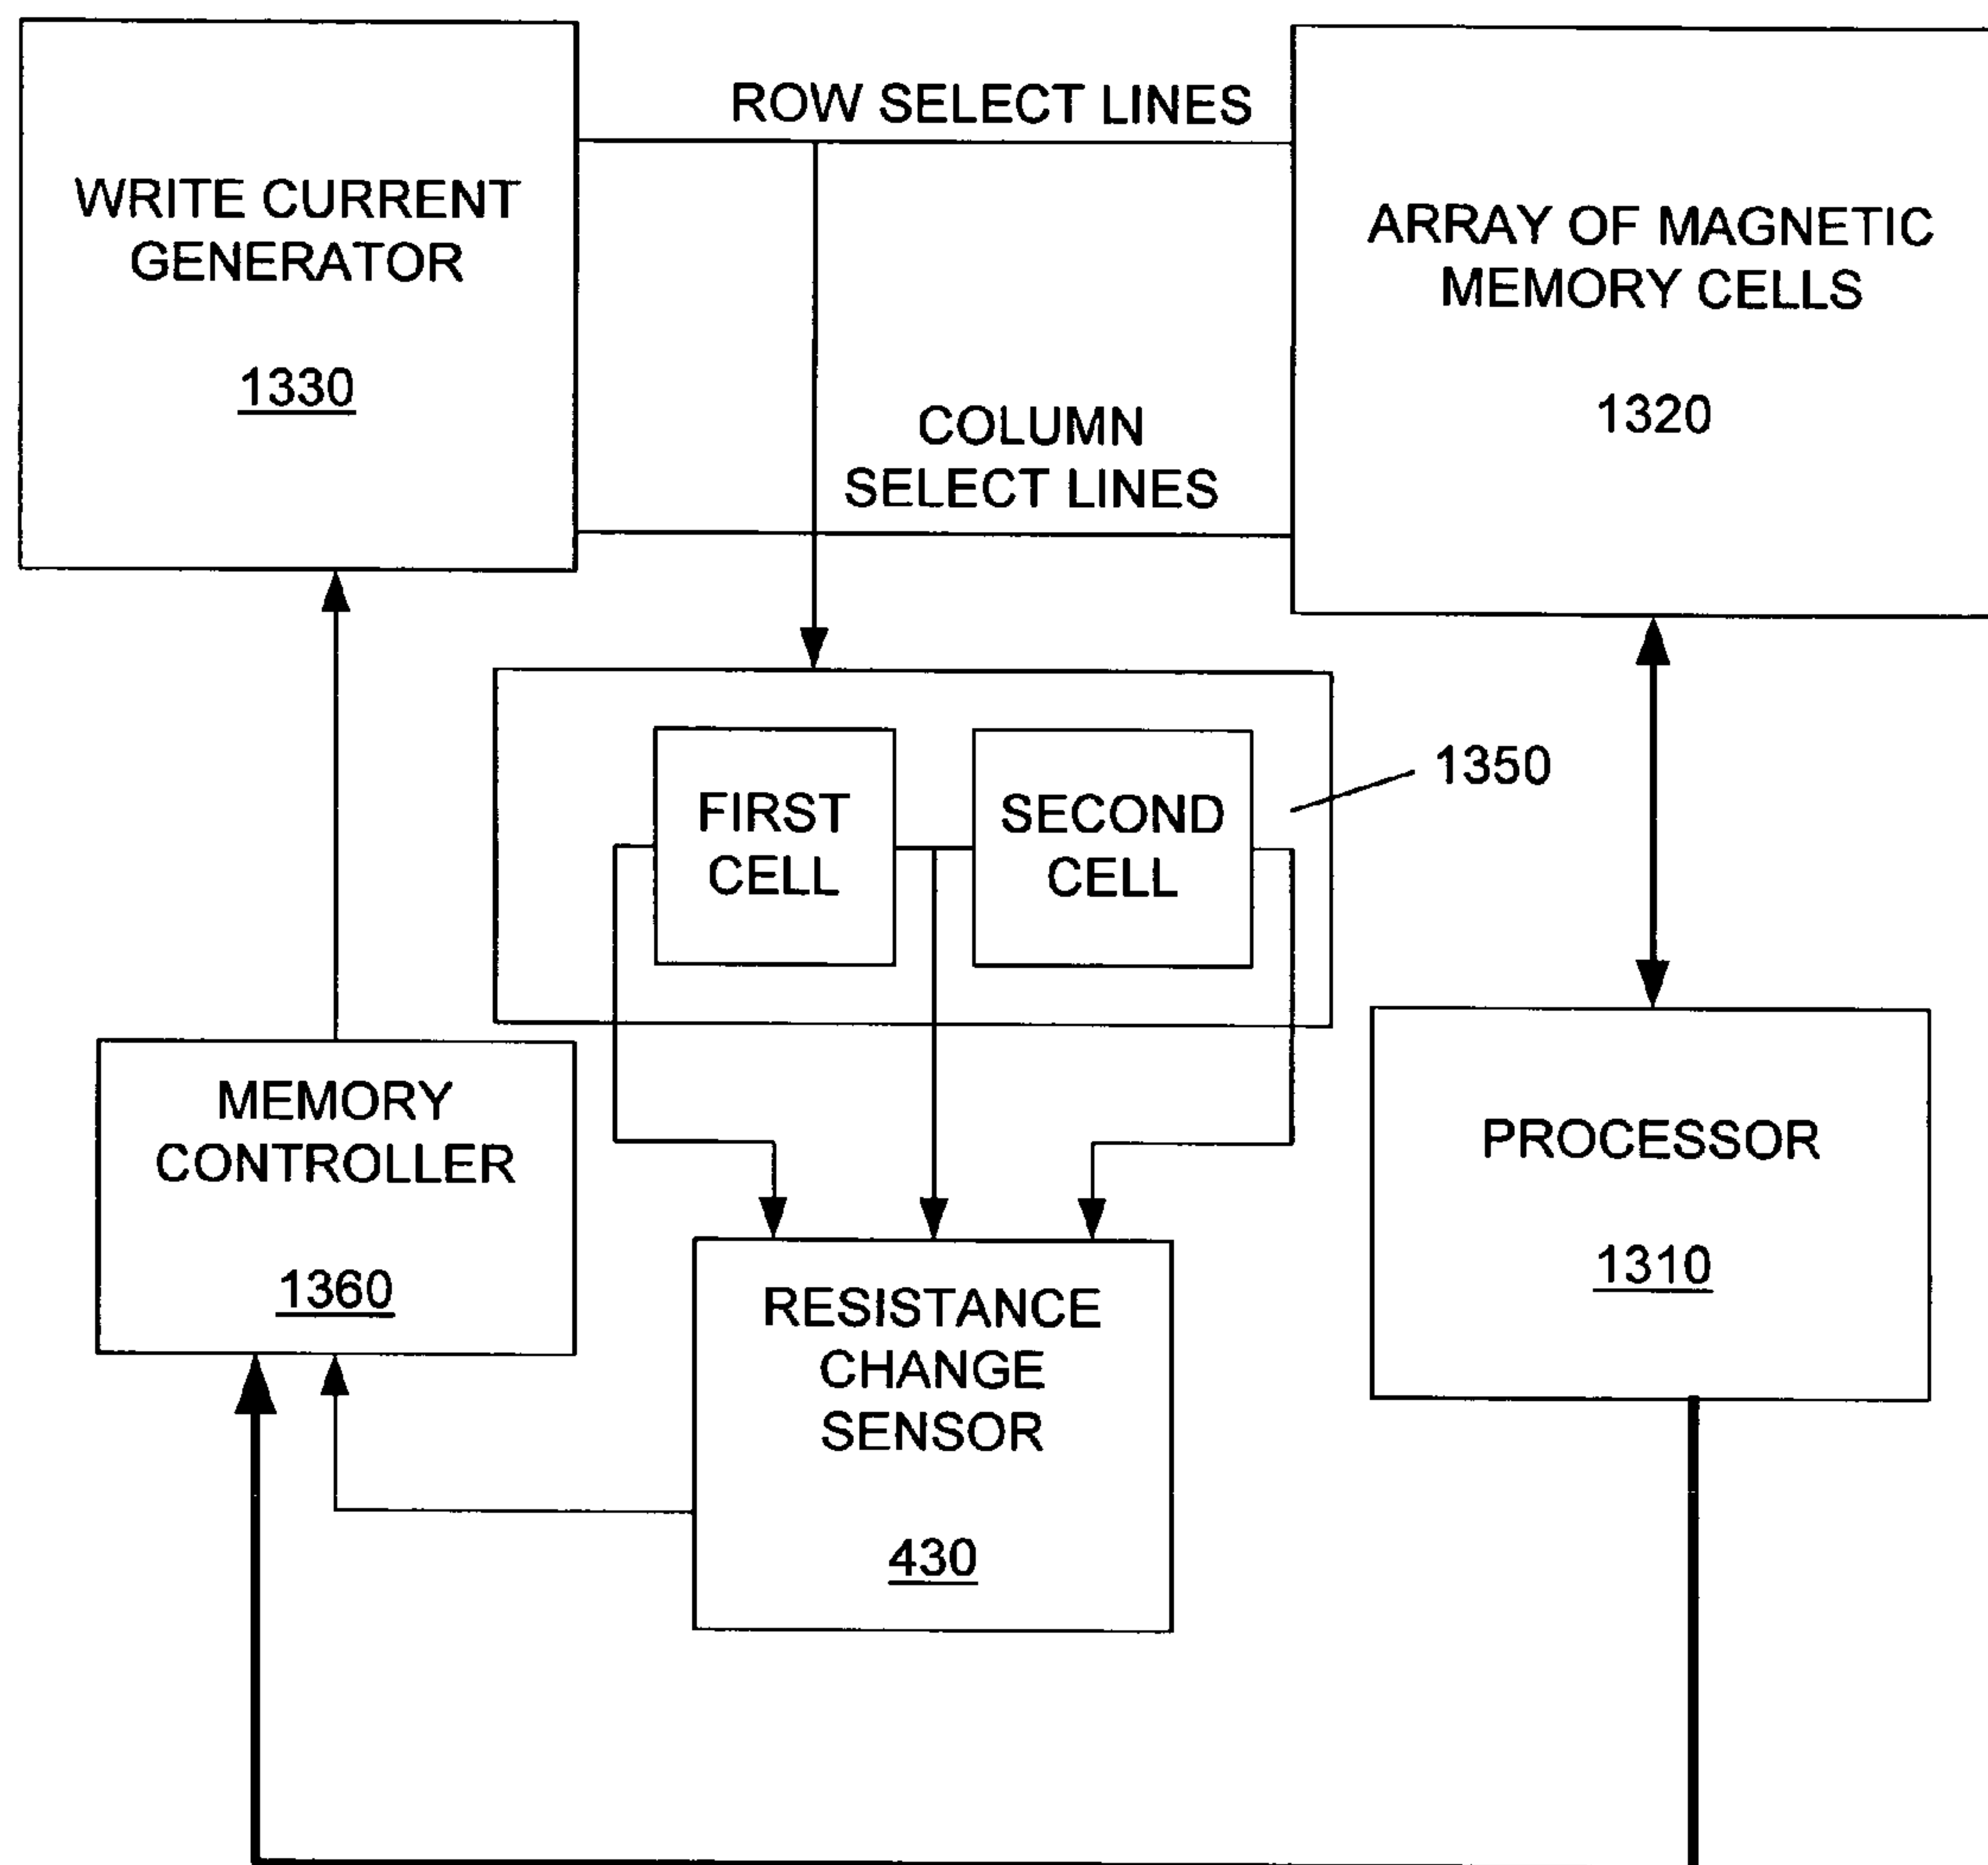 ROW SELECT LINES
WRITE CURRENT
GENERATOR
1330
ARRAY OF MAGNETIC
MEMORY CELLS
1320
COLUMN
SELECT LINES
FIRST
CELL
SECOND
CELL
1350
MEMORY
CONTROLLER
1360
RESISTANCE
CHANGE
SENSOR
430
PROCESSOR
1310